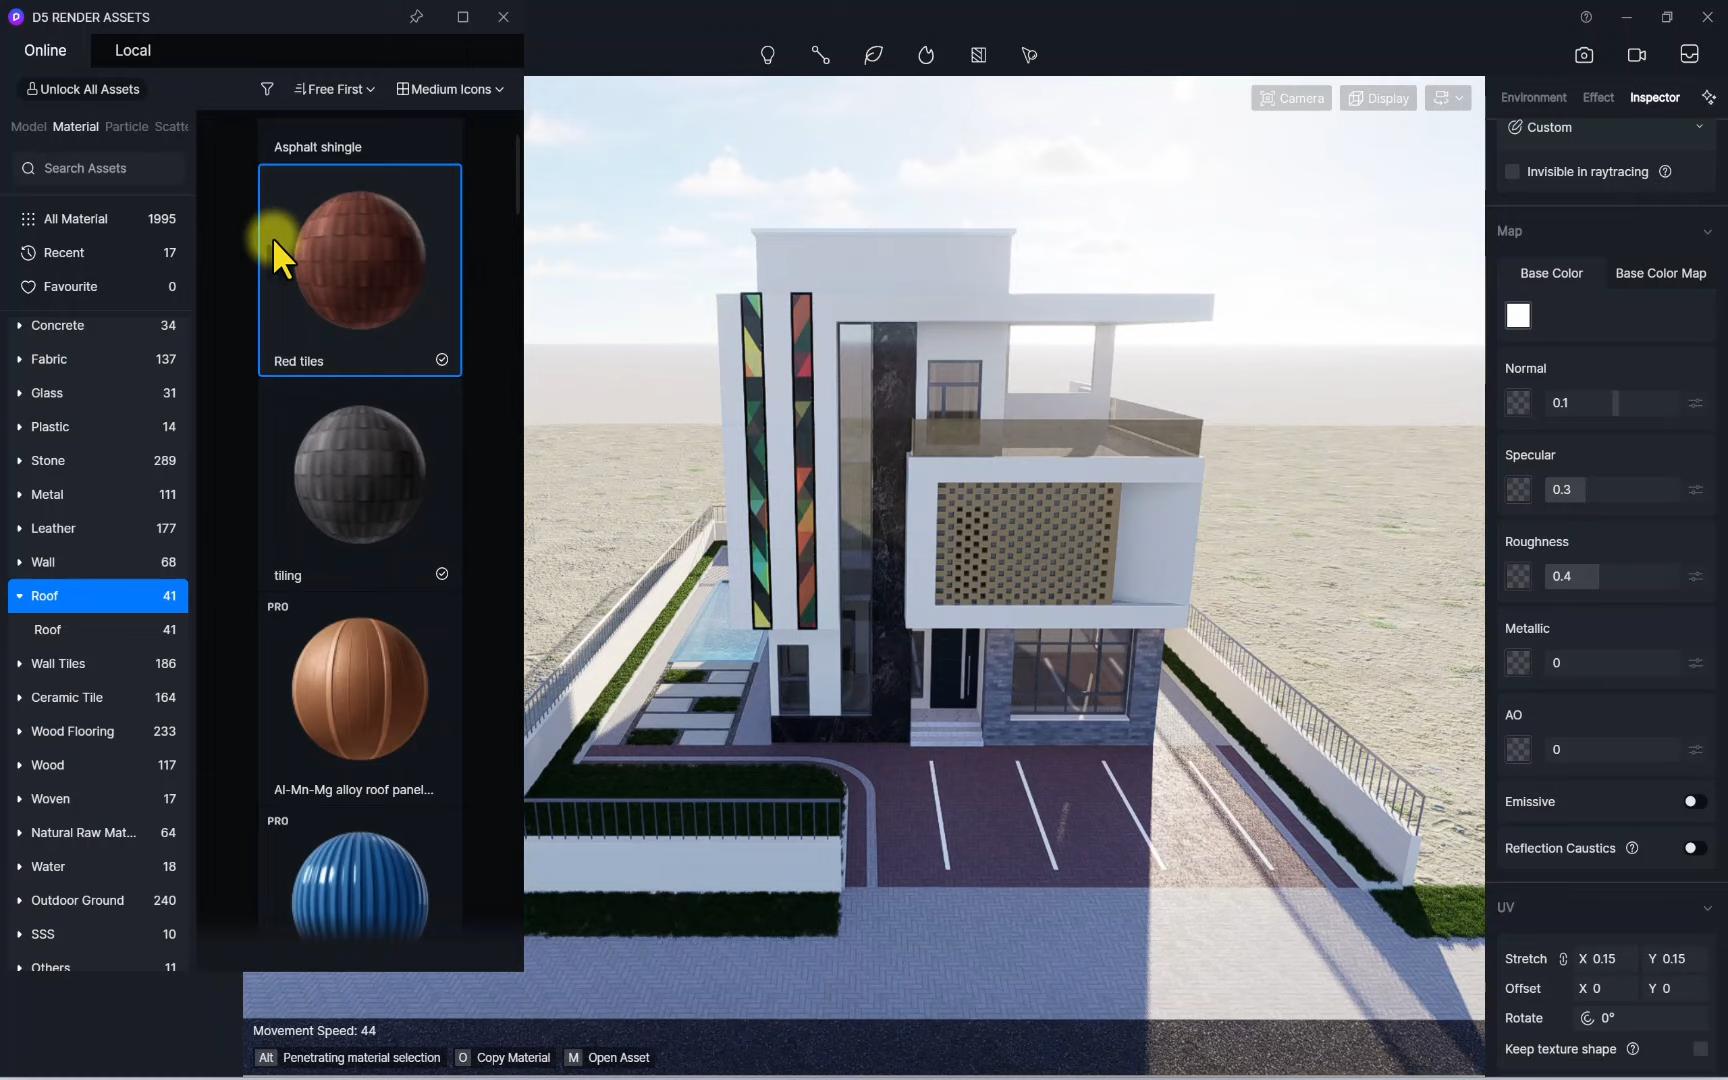 D5 RENDER ASSETS
Online
Local
Unlock All Assets
Free First
Medium Icons
Model Material Particle Scatte
Search Assets
All Material 1995
Recent 17
Favourite 0
Concrete 34
Fabric 137
Glass 31
Plastic 14
Stone 289
Metal 111
Leather 177
Wall 68
Roof 41
Roof 41
Wall Tiles 186
Ceramic Tile 164
Wood Flooring 233
Wood 117
Woven 17
Natural Raw Mat... 64
Water 18
Outdoor Ground 240
SSS 10
Others 11
Asphalt shingle
Red tiles
tiling
PRO
Al-Mn-Mg alloy roof panel...
PRO
Camera
Display
Movement Speed: 44
Alt Penetrating material selection O Copy Material M Open Asset
Environment Effect Inspector
Custom
Invisible in raytracing
Map
Base Color
Base Color Map
Normal
0.1
Specular
0.3
Roughness
0.4
Metallic
0
AO
0
Emissive
Reflection Caustics
UV
Stretch X 0.15 Y 0.15
Offset X 0 Y 0
Rotate 0°
Keep texture shape